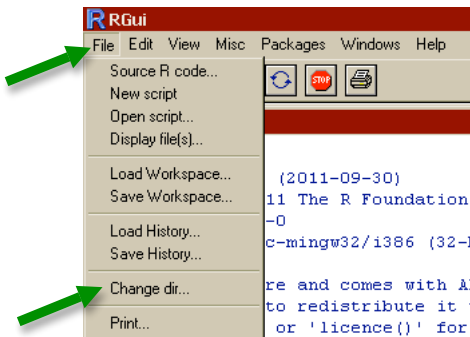 R RGui
File Edit View Misc Packages Windows Help
STOP
Source R code...
New script
Open script...
Display file(s)...
Load Workspace...
Save Workspace...
Load History...
Save History...
Change dir...
Print...
(2011-09-30)
11 The R Foundation
-0
c-mingw32/i386 (32-
re and comes with A
to redistribute it
or 'licence()' for